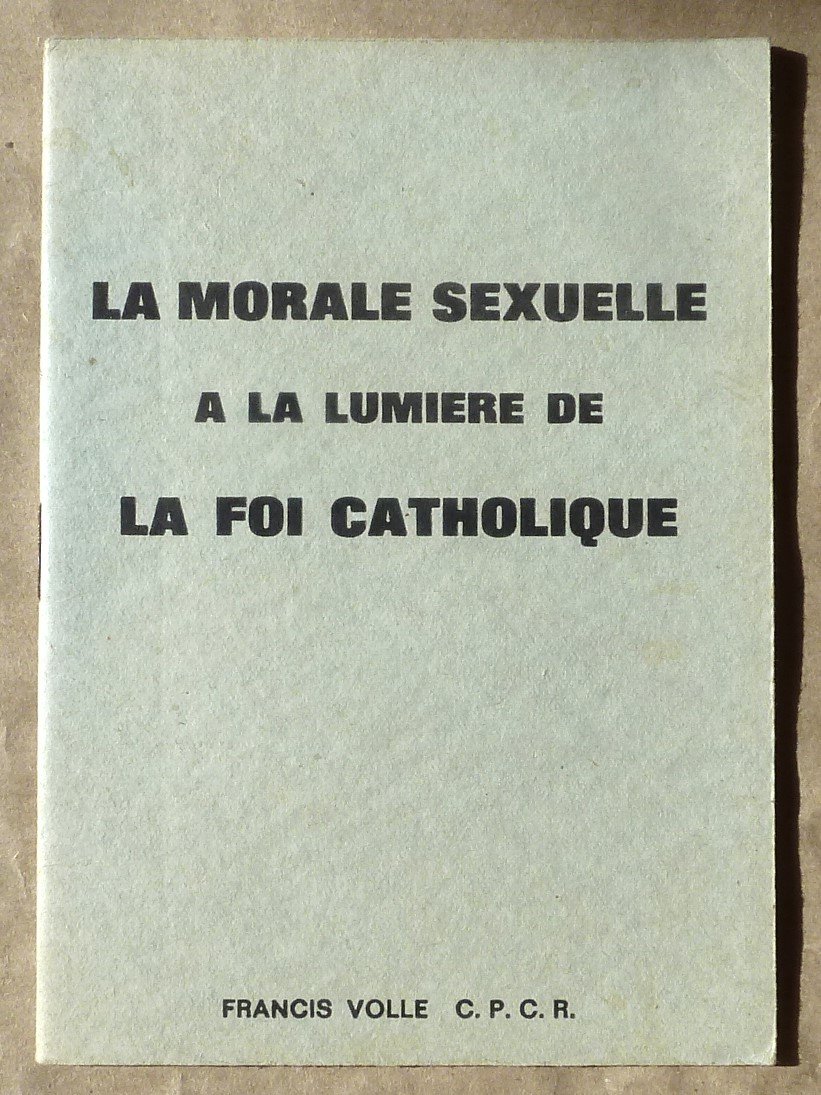 LA MORALE SEXUELLE
A LA LUMIERE DE
LA FOI CATHOLIQUE
FRANCIS VOLLE C. P. C. R.